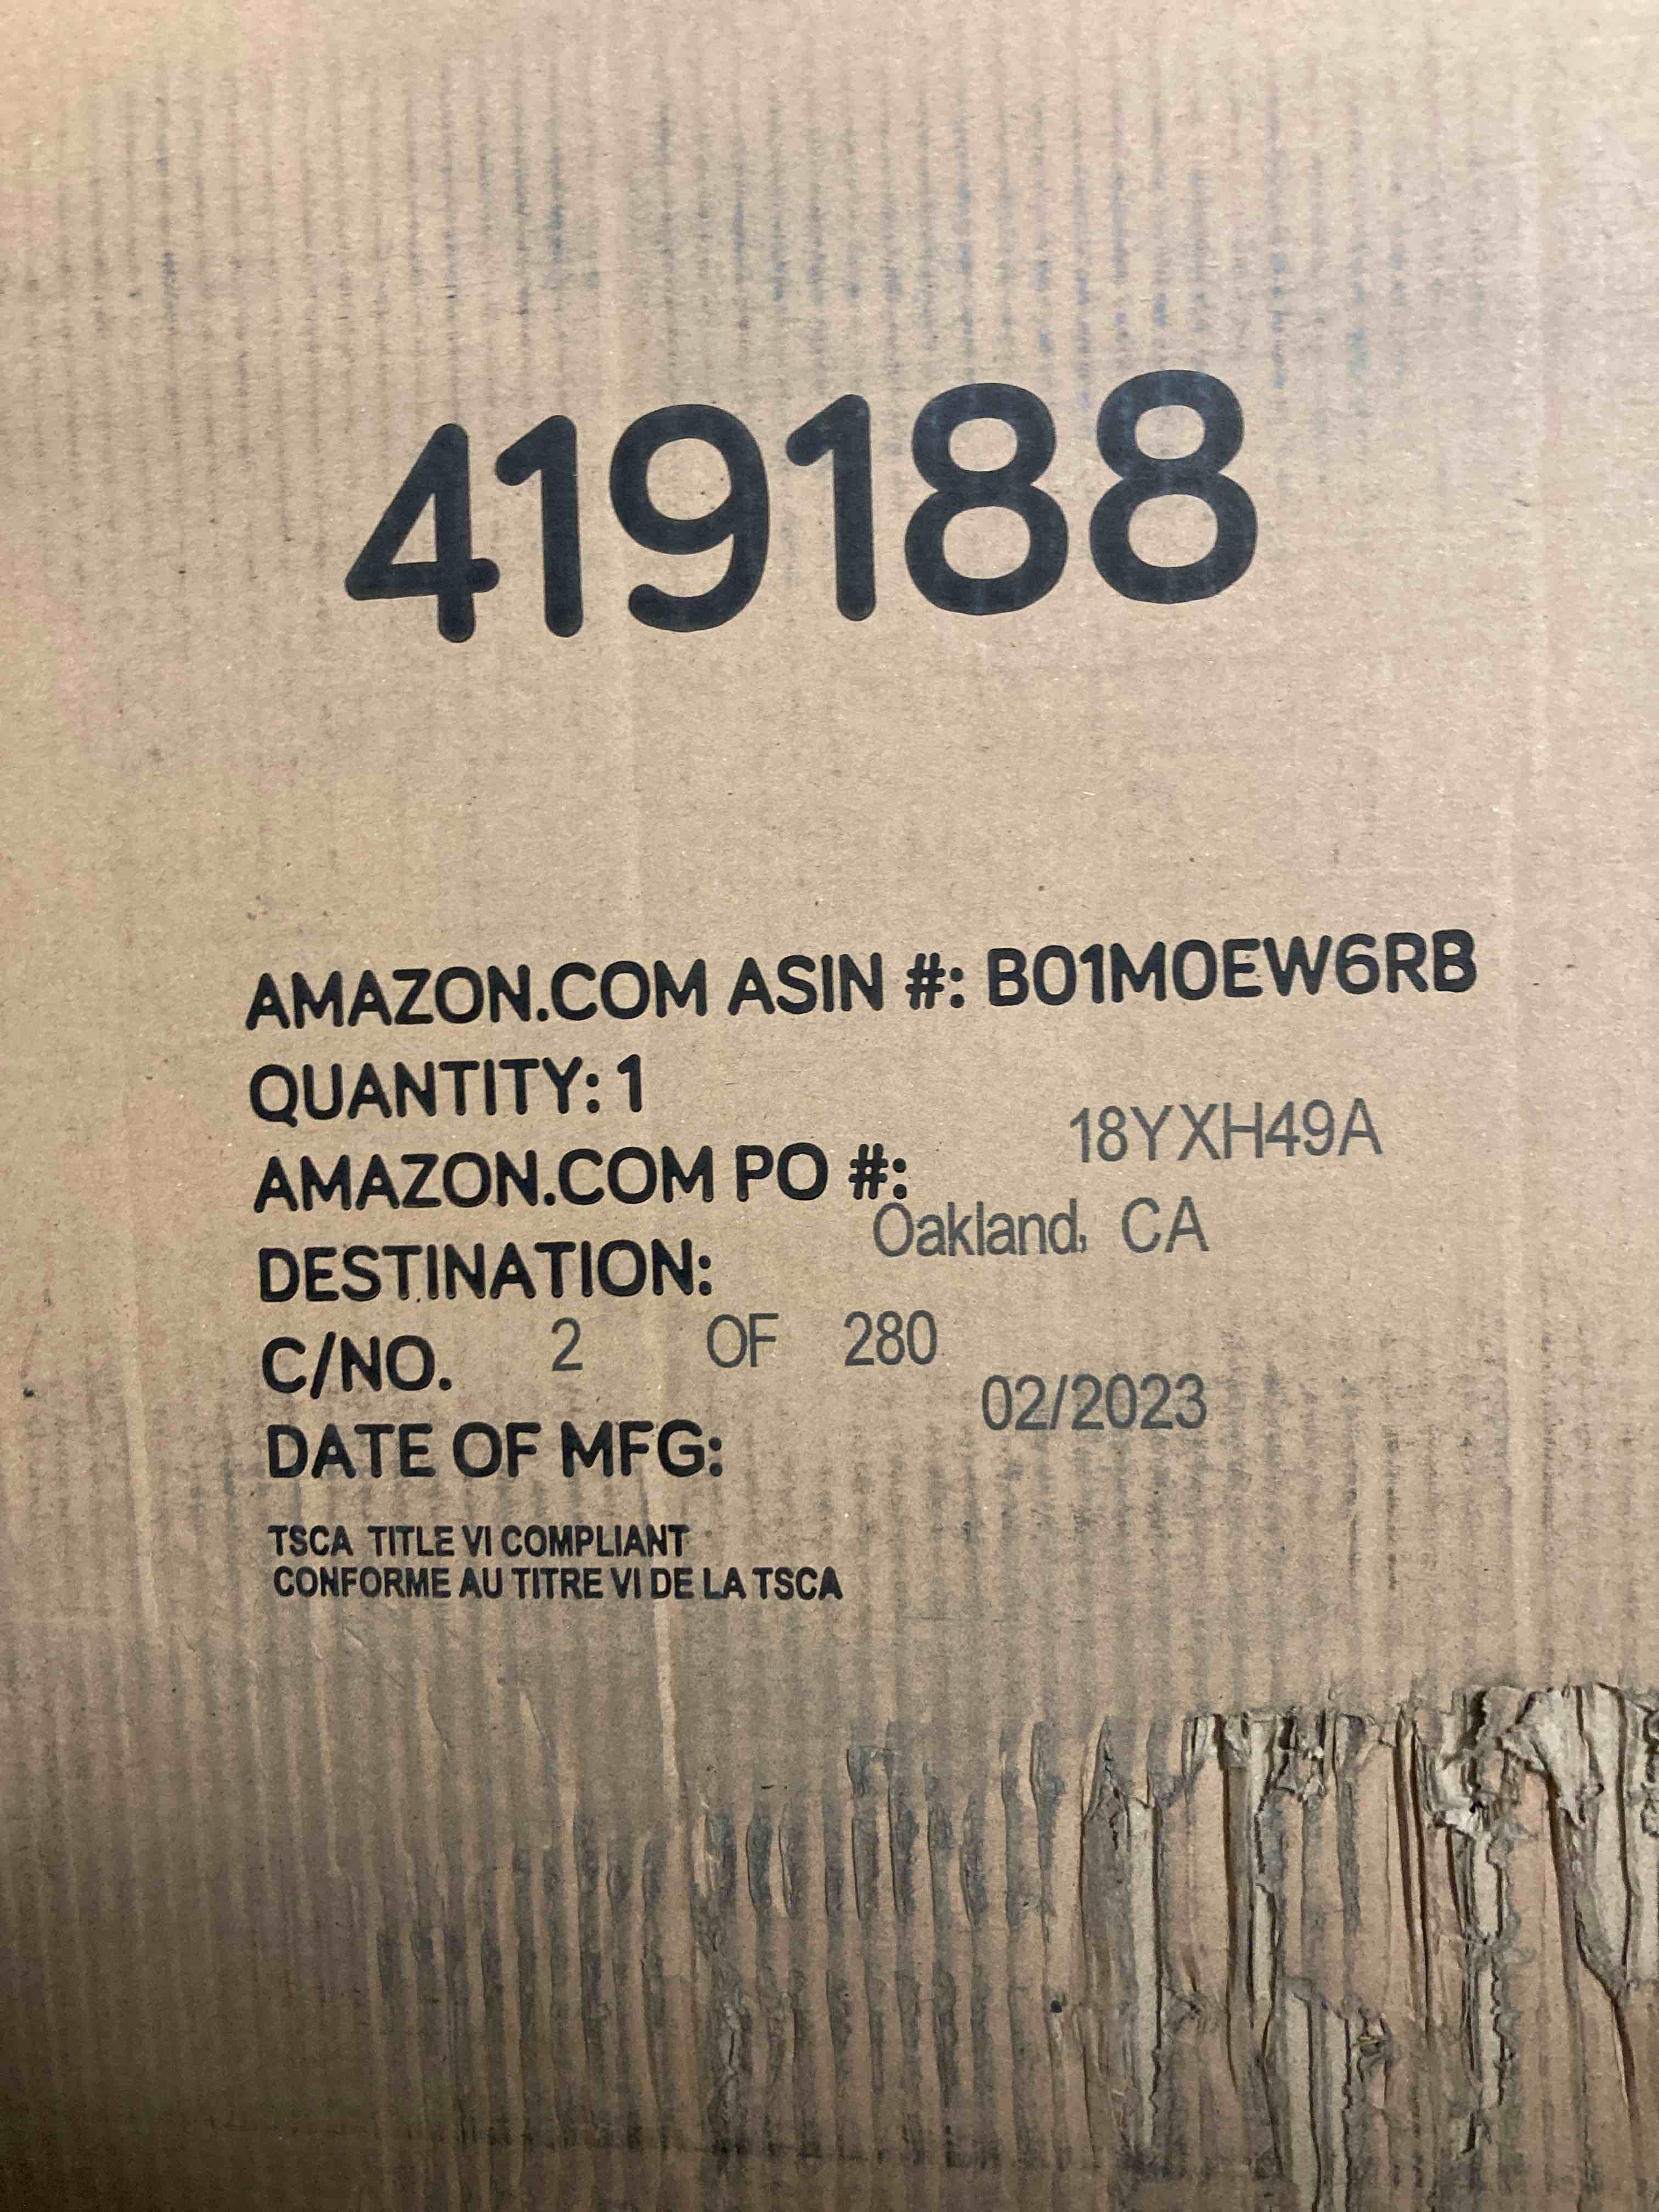 419188
AMAZON.COM ASIN #: B01M0EW6RB
QUANTITY: 1
AMAZON.COM PO #: 18YXH49A
DESTINATION: Oakland, CA
C/NO. 2 OF 280
DATE OF MFG: 02/2023
TSCA TITLE VI COMPLIANT
CONFORME AU TITRE VI DE LA TSCA